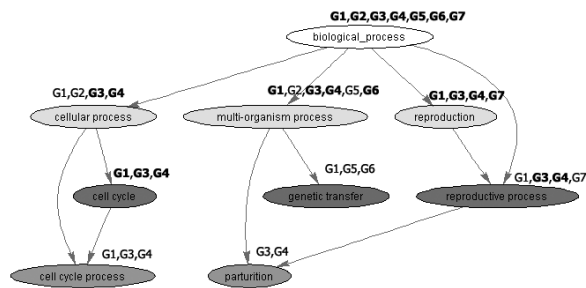 G1,G2,G3,G4,G5,G6,G7
biological_process
G1,G2,G3,G4
cellular process
G1,G2,G3,G4,G5,G6
multi-organism process
G1,G3,G4,G7
reproduction
G1,G3,G4
cell cycle
G1,G5,G6
genetic transfer
G1,G3,G4,G7
reproductive process
G1,G3,G4
cell cycle process
G3,G4
parturition